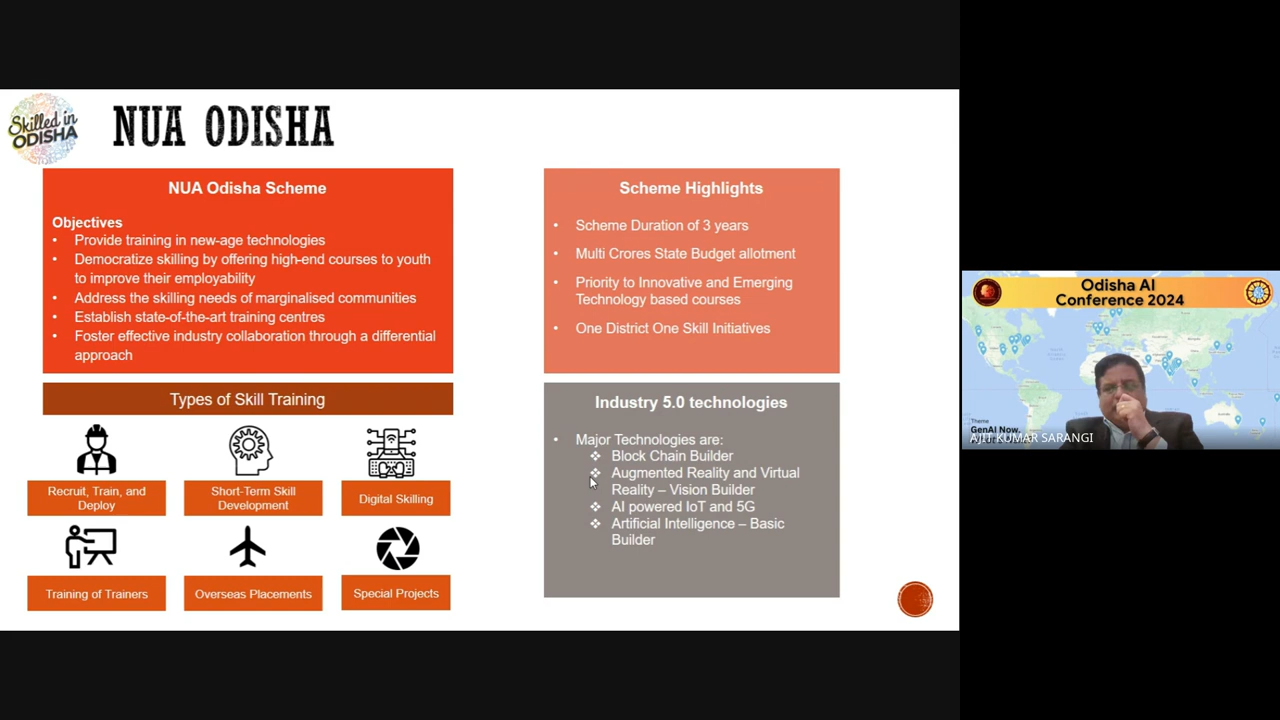 Skilled in
ODISHA
NUA ODISHA
NUA Odisha Scheme
Objectives
• Provide training in new-age technologies
• Democratize skilling by offering high-end courses to youth
to improve their employability
• Address the skilling needs of marginalised communities
• Establish state-of-the-art training centres
• Foster effective industry collaboration through a differential
approach
Types of Skill Training
Recruit, Train, and
Deploy
Short-Term Skill
Development
Digital Skilling
Training of Trainers
Overseas Placements
Special Projects
Scheme Highlights
• Scheme Duration of 3 years
• Multi Crores State Budget allotment
• Priority to Innovative and Emerging
Technology based courses
• One District One Skill Initiatives
Industry 5.0 technologies
• Major Technologies are:
❖ Block Chain Builder
❖ Augmented Reality and Virtual
Reality – Vision Builder
❖ AI powered IoT and 5G
❖ Artificial Intelligence – Basic
Builder
Odisha AI
Conference 2024
Theme
GenAI Now.
AJIT KUMAR SARANGI